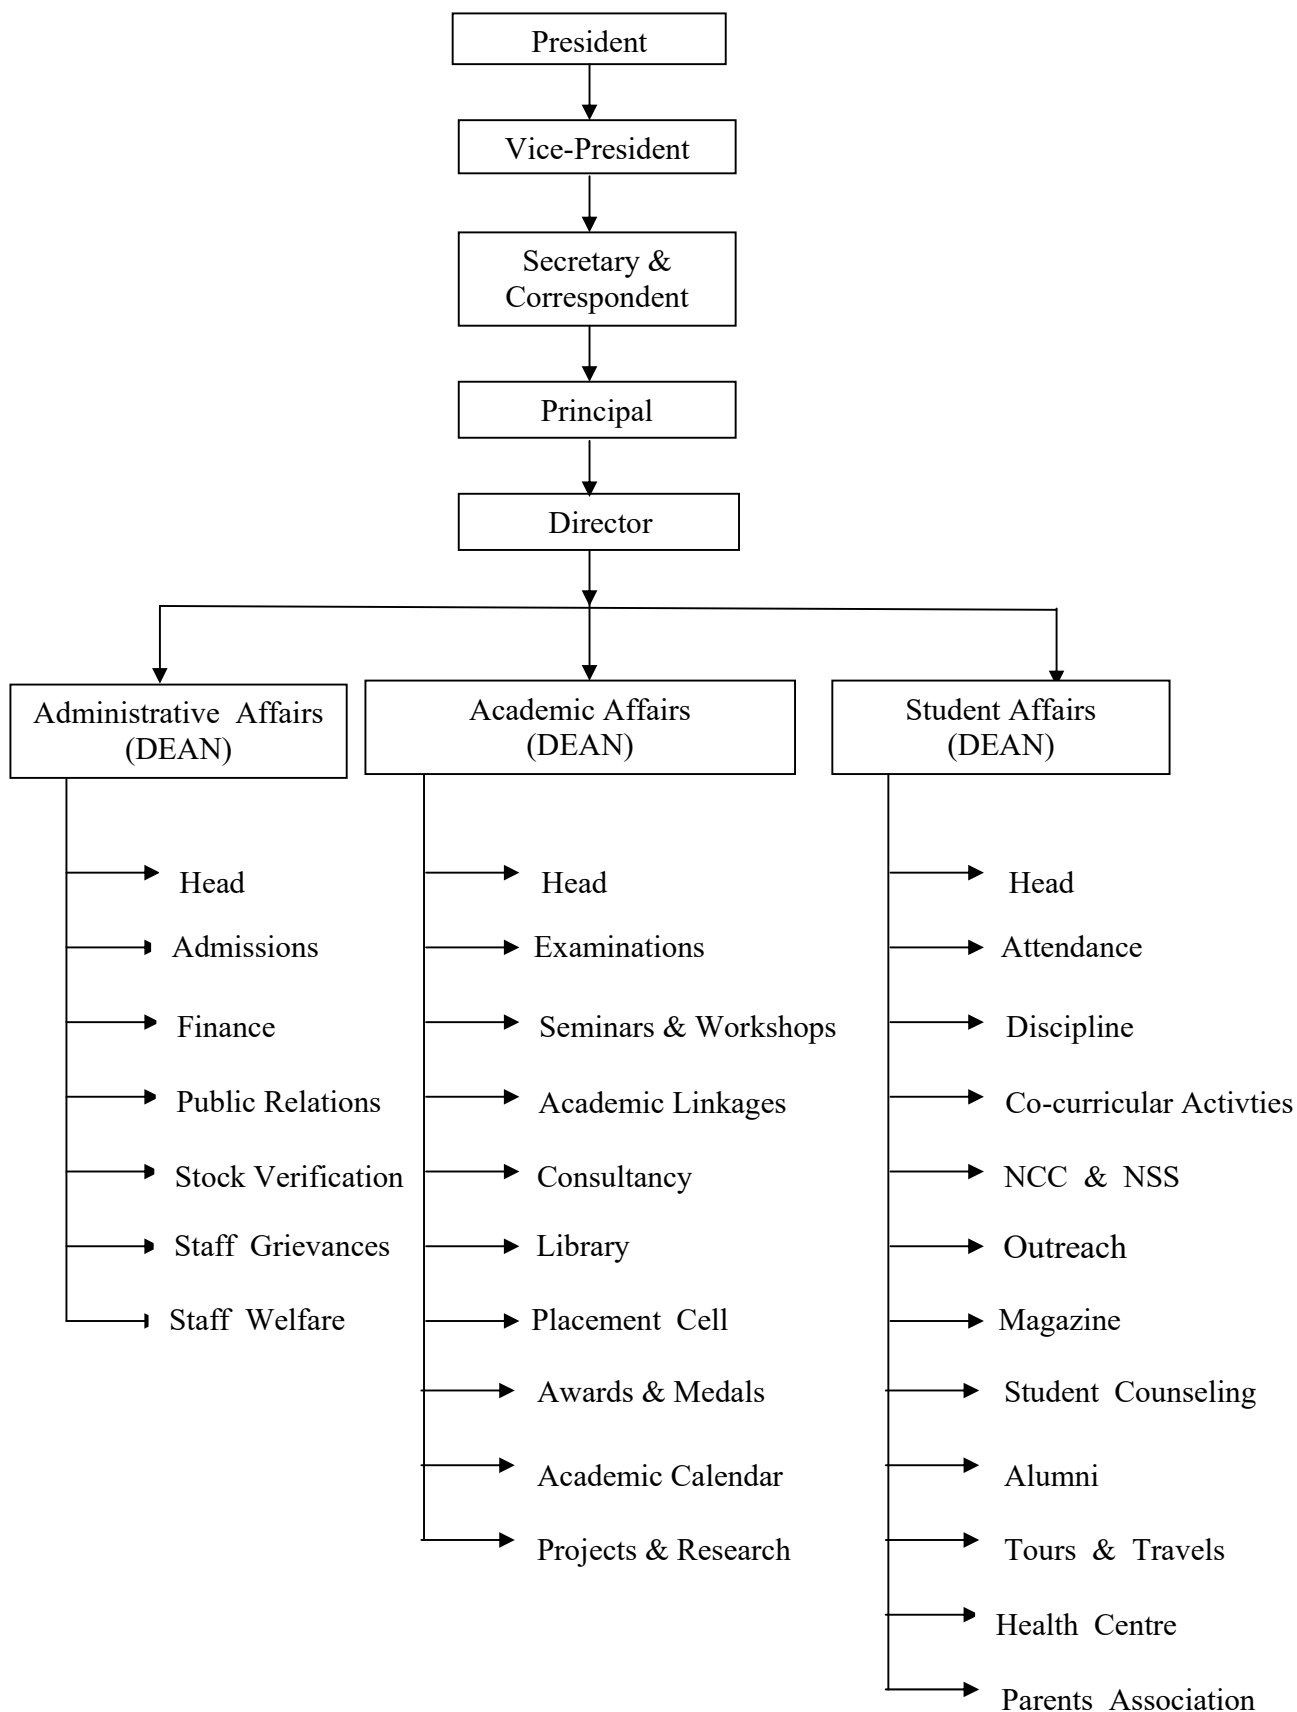 President
Vice-President
Secretary &
Correspondent
Principal
Director
Administrative Affairs
(DEAN)
Academic Affairs
(DEAN)
Student Affairs
(DEAN)
Head
Admissions
Finance
Public Relations
Stock Verification
Staff Grievances
Staff Welfare
Head
Examinations
Seminars & Workshops
Academic Linkages
Consultancy
Library
Placement Cell
Awards & Medals
Academic Calendar
Projects & Research
Head
Attendance
Discipline
Co-curricular Activties
NCC & NSS
Outreach
Magazine
Student Counseling
Alumni
Tours & Travels
Health Centre
Parents Association